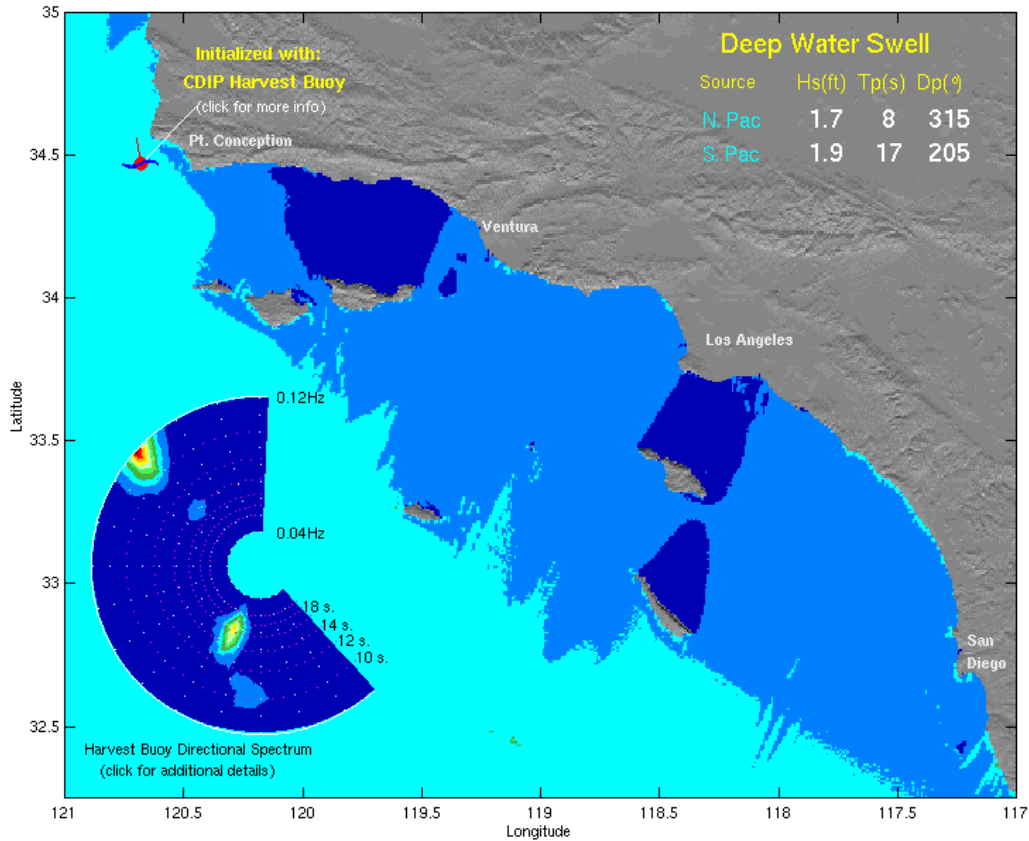 35
34.5
34
33.5
33
32.5
Latitude
Initialized with:
CDIP Harvest Buoy
(click for more info)
Pt. Conception
Deep Water Swell
Source Hs(ft) Tp(s) Dp(º)
N. Pac 1.7 8 315
S. Pac 1.9 17 205
Ventura
Los Angeles
San
Diego
0.12Hz
0.04Hz
18 s.
14 s.
12 s.
10 s.
Harvest Buoy Directional Spectrum
(click for additional details)
121 120.5 120 119.5 119 118.5 118 117.5 117
Longitude